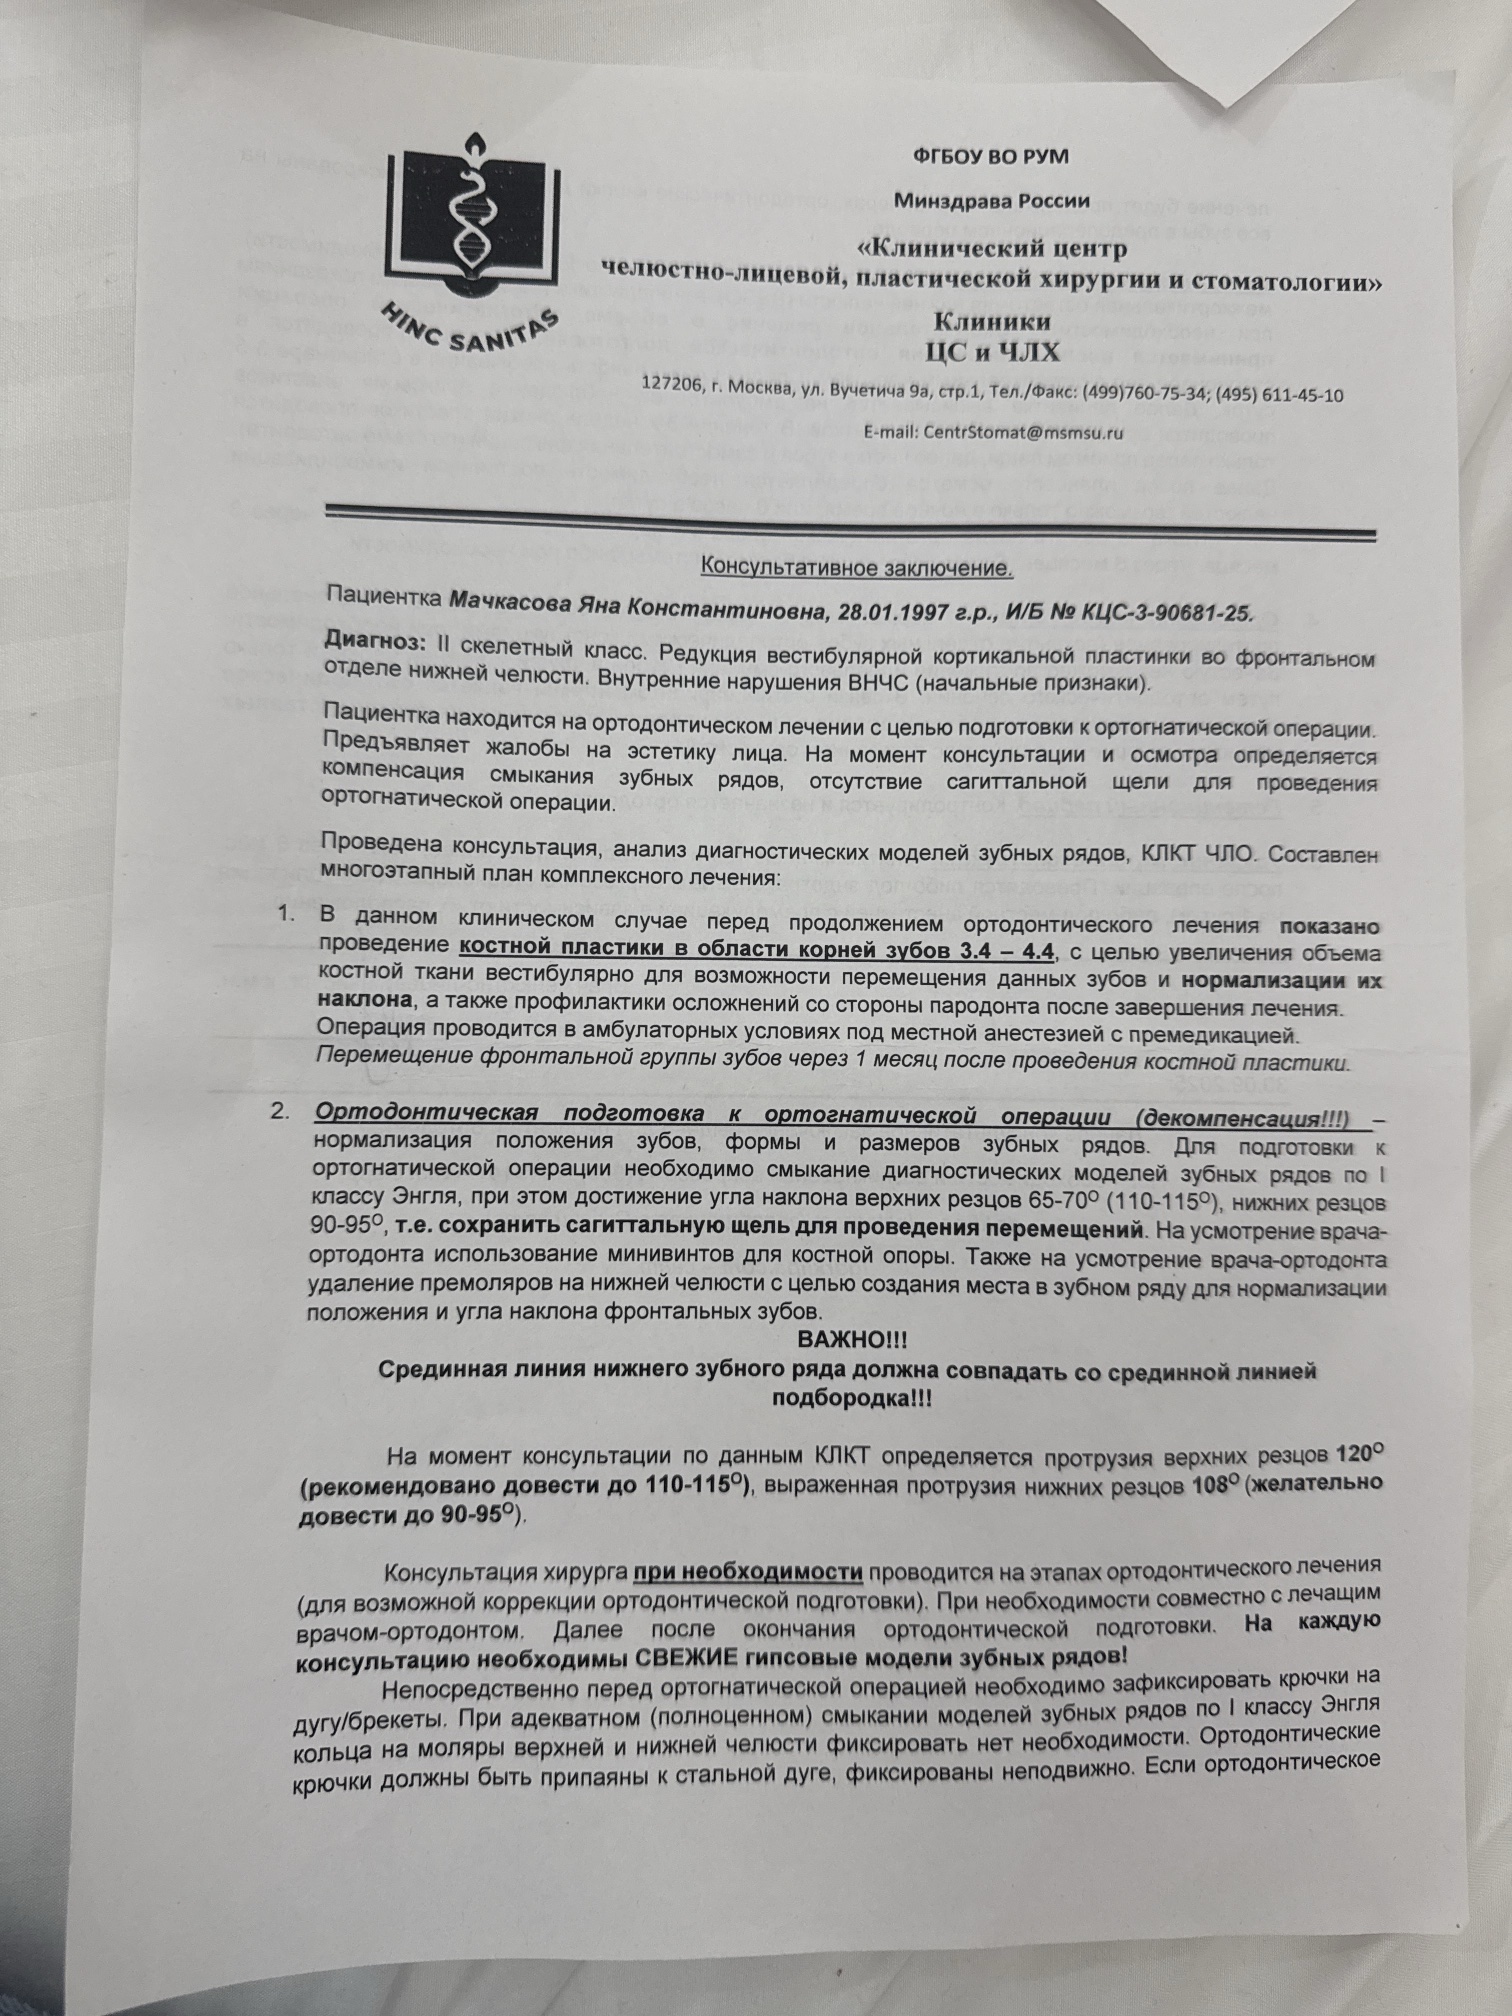 HINC SANITAS
ФГБОУ ВО РУМ
Минздрава России
«Клинический центр
челюстно-лицевой, пластической хирургии и стоматологии»
Клиники
ЦС и ЧЛХ
127206, г. Москва, ул. Вучетича 9а, стр.1, Тел./Факс: (499)760-75-34; (495) 611-45-10
E-mail: CentrStomat@msmsu.ru
Консультативное заключение.
Пациентка Мачкасова Яна Константиновна, 28.01.1997 г.р., И/Б № КЦС-3-90681-25.
Диагноз: II скелетный класс. Редукция вестибулярной кортикальной пластинки во фронтальном
отделе нижней челюсти. Внутренние нарушения ВНЧС (начальные признаки).
Пациентка находится на ортодонтическом лечении с целью подготовки к ортогнатической операции.
Предъявляет жалобы на эстетику лица. На момент консультации и осмотра определяется
компенсация смыкания зубных рядов, отсутствие сагиттальной щели для проведения
ортогнатической операции.
Проведена консультация, анализ диагностических моделей зубных рядов, КЛКТ ЧЛО. Составлен
многоэтапный план комплексного лечения:
1. В данном клиническом случае перед продолжением ортодонтического лечения показано
проведение костной пластики в области корней зубов 3.4 – 4.4, с целью увеличения объема
костной ткани вестибулярно для возможности перемещения данных зубов и нормализации их
наклона, а также профилактики осложнений со стороны пародонта после завершения лечения.
Операция проводится в амбулаторных условиях под местной анестезией с премедикацией.
Перемещение фронтальной группы зубов через 1 месяц после проведения костной пластики.
2. Ортодонтическая подготовка к ортогнатической операции (декомпенсация!!!) –
нормализация положения зубов, формы и размеров зубных рядов. Для подготовки к
ортогнатической операции необходимо смыкание диагностических моделей зубных рядов по I
классу Энгля, при этом достижение угла наклона верхних резцов 65-70О (110-115О), нижних резцов
90-95О, т.е. сохранить сагиттальную щель для проведения перемещений. На усмотрение врача-
ортодонта использование минивинтов для костной опоры. Также на усмотрение врача-ортодонта
удаление премоляров на нижней челюсти с целью создания места в зубном ряду для нормализации
положения и угла наклона фронтальных зубов.
ВАЖНО!!!
Срединная линия нижнего зубного ряда должна совпадать со срединной линией
подбородка!!!
На момент консультации по данным КЛКТ определяется протрузия верхних резцов 120О
(рекомендовано довести до 110-115О), выраженная протрузия нижних резцов 108О (желательно
довести до 90-95О).
Консультация хирурга при необходимости проводится на этапах ортодонтического лечения
(для возможной коррекции ортодонтической подготовки). При необходимости совместно с лечащим
врачом-ортодонтом. Далее после окончания ортодонтической подготовки. На каждую
консультацию необходимы СВЕЖИЕ гипсовые модели зубных рядов!
Непосредственно перед ортогнатической операцией необходимо зафиксировать крючки на
дугу/брекеты. При адекватном (полноценном) смыкании моделей зубных рядов по I классу Энгля
кольца на моляры верхней и нижней челюсти фиксировать нет необходимости. Ортодонтические
крючки должны быть припаяны к стальной дуге, фиксированы неподвижно. Если ортодонтическое